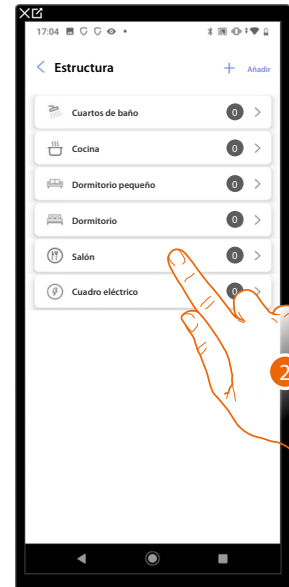 17:04
Estructura
+ Añadir
Cuartos de baño 0
Cocina 0
Dormitorio pequeño 0
Dormitorio 0
Salón 0
Cuadro eléctrico 0
2